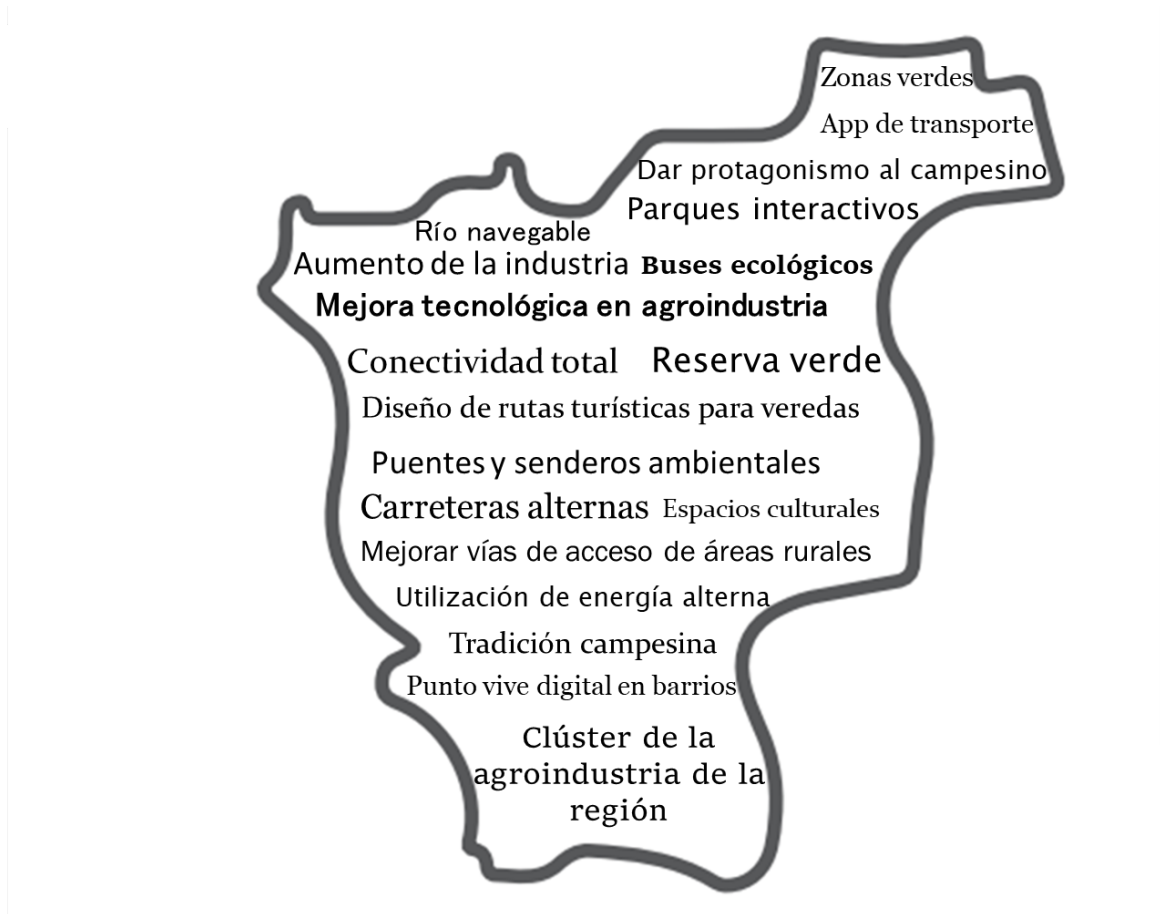 Zonas verdes
App de transporte
Dar protagonismo al campesino
Parques interactivos
Río navegable
Aumento de la industria Buses ecológicos
Mejora tecnológica en agroindustria
Conectividad total Reserva verde
Diseño de rutas turísticas para veredas
Puentes y senderos ambientales
Carreteras alternas Espacios culturales
Mejorar vías de acceso de áreas rurales
Utilización de energía alterna
Tradición campesina
Punto vive digital en barrios
Clúster de la
agroindustria de la
región